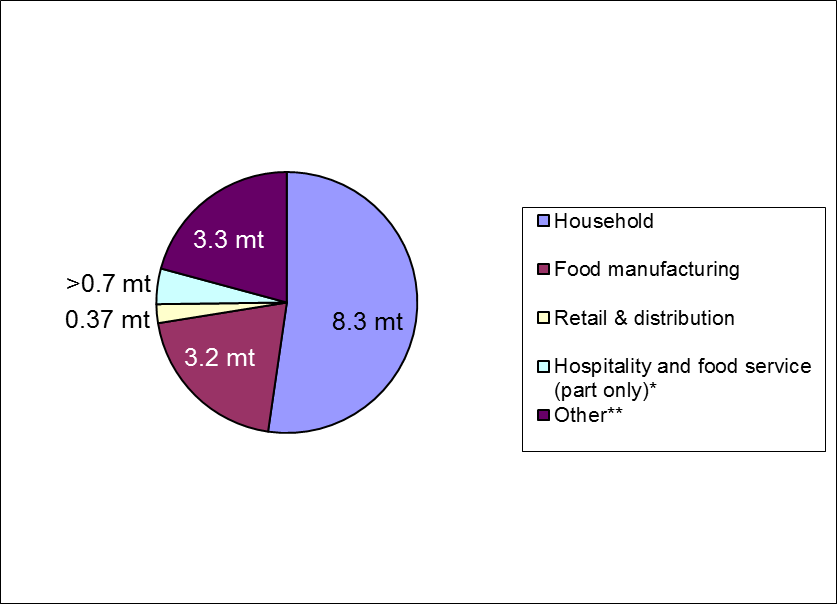 3.3 mt
>0.7 mt
0.37 mt
8.3 mt
3.2 mt
Household
Food manufacturing
Retail & distribution
Hospitality and food service
(part only)*
Other**